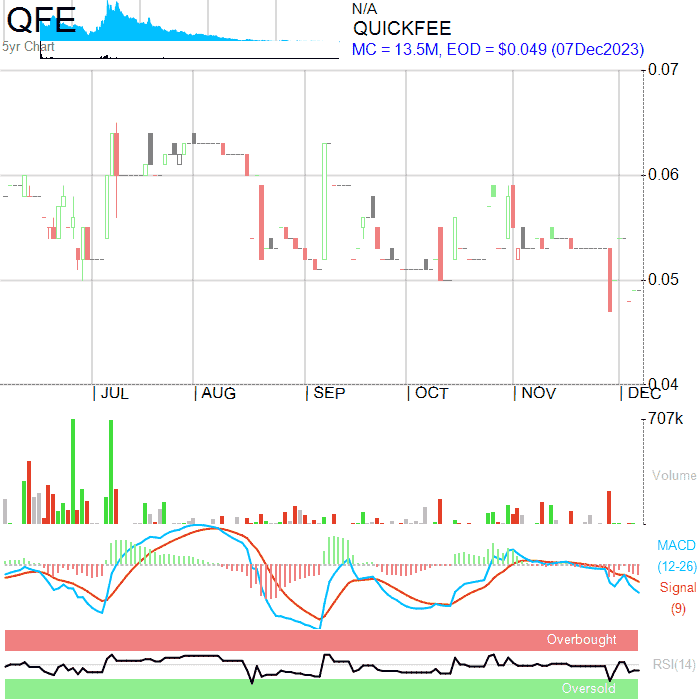 QFE
5yr Chart
N/A
QUICKFEE
MC = 13.5M, EOD = $0.049 (07Dec2023)
0.07
0.06
0.05
0.04
JUL AUG SEP OCT NOV DEC
707k
Volume
MACD
(12-26)
Signal
(9)
Overbought
RSI(14)
Oversold